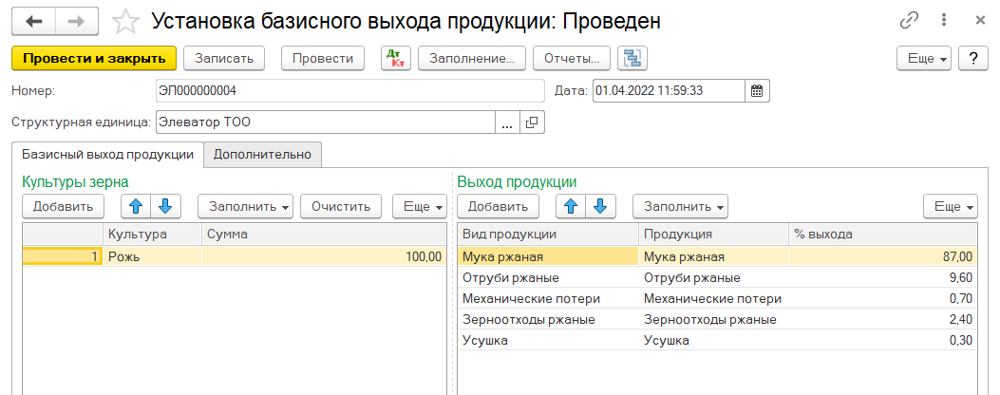 Установка базисного выхода продукции: Проведен
Провести и закрыть Записать Провести Дт Кт Заполнение... Отчеты... Еще ?
Номер: ЭЛ000000004 Дата: 01.04.2022 11:59:33
Структурная единица: Элеватор ТОО ...
Базисный выход продукции Дополнительно
Культуры зерна Выход продукции
Добавить Заполнить Очистить Еще Добавить Заполнить Еще
Культура Сумма Вид продукции Продукция % выхода
1 Рожь 100,00 Мука ржаная Мука ржаная 87,00
Отруби ржаные Отруби ржаные 9,60
Механические потери Механические потери 0,70
Зерноотходы ржаные Зерноотходы ржаные 2,40
Усушка Усушка 0,30